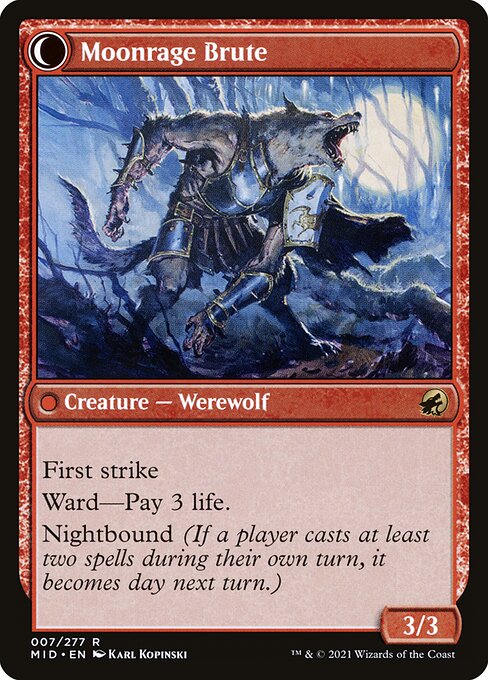 Moonrage Brute
Creature — Werewolf
First strike
Ward—Pay 3 life.
Nightbound (If a player casts at least
two spells during their own turn, it
becomes day next turn.)
3/3
007/277 R
MID • EN Karl Kopinski
™ & © 2021 Wizards of the Coast